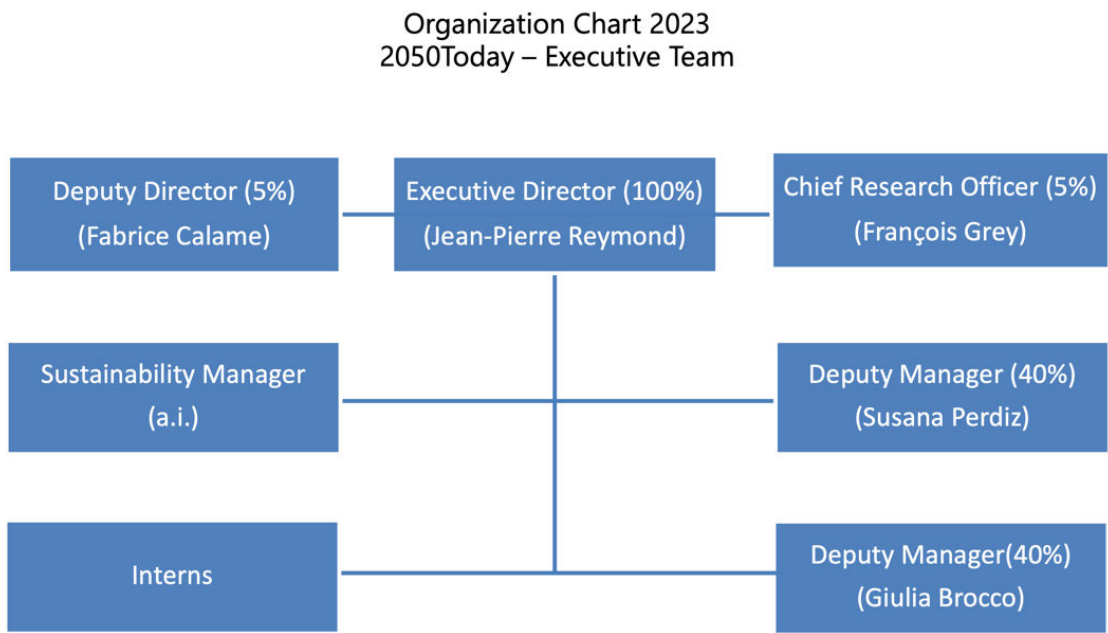 Organization Chart 2023
2050Today – Executive Team
Deputy Director (5%)
(Fabrice Calame)
Executive Director (100%)
(Jean-Pierre Reymond)
Chief Research Officer (5%)
(François Grey)
Sustainability Manager
(a.i.)
Deputy Manager (40%)
(Susana Perdiz)
Interns
Deputy Manager(40%)
(Giulia Brocco)